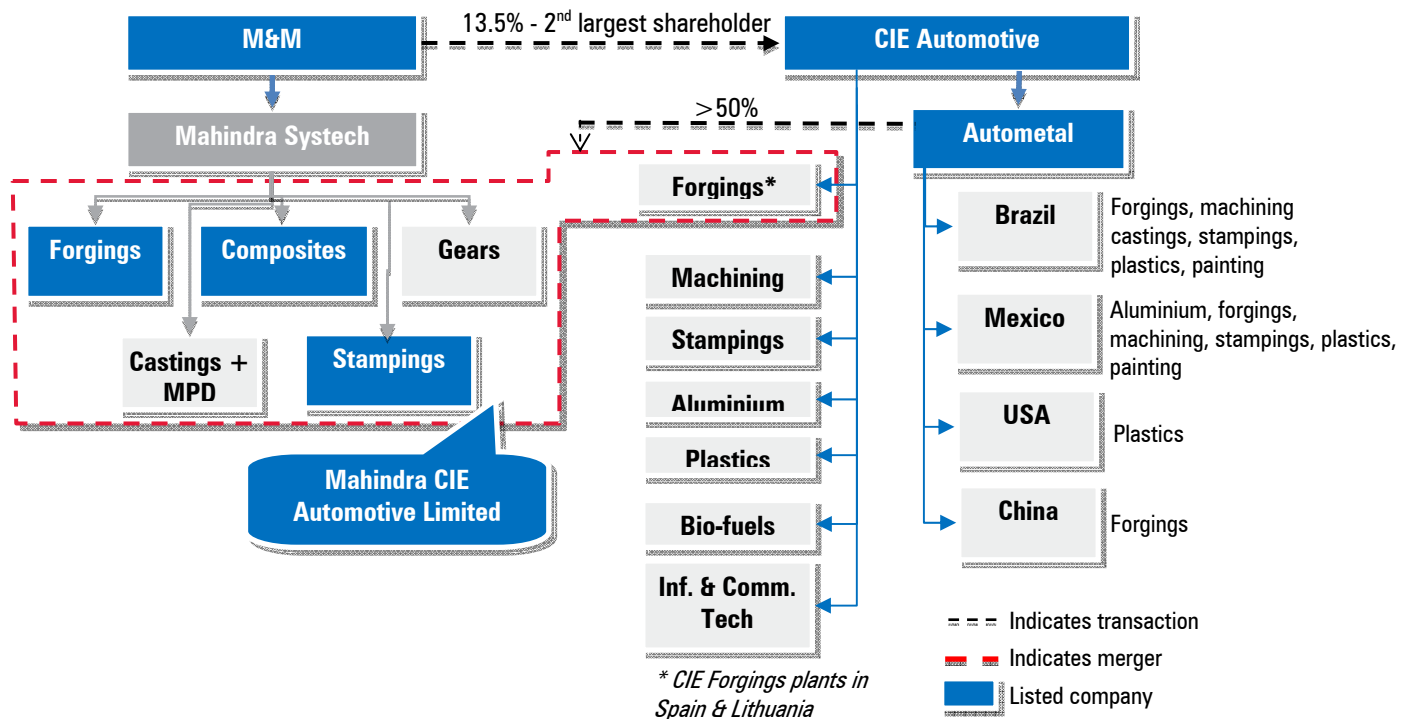 M&M
13.5% - 2nd largest shareholder
CIE Automotive
Mahindra Systech
>50%
Autometal
Forgings*
Forgings
Composites
Gears
Castings +
MPD
Stampings
Mahindra CIE
Automotive Limited
Machining
Stampings
Aluminium
Plastics
Bio-fuels
Inf. & Comm.
Tech
* CIE Forgings plants in
Spain & Lithuania
Brazil
Forgings, machining
castings, stampings,
plastics, painting
Mexico
Aluminium, forgings,
machining, stampings, plastics,
painting
USA
Plastics
China
Forgings
Indicates transaction
Indicates merger
Listed company